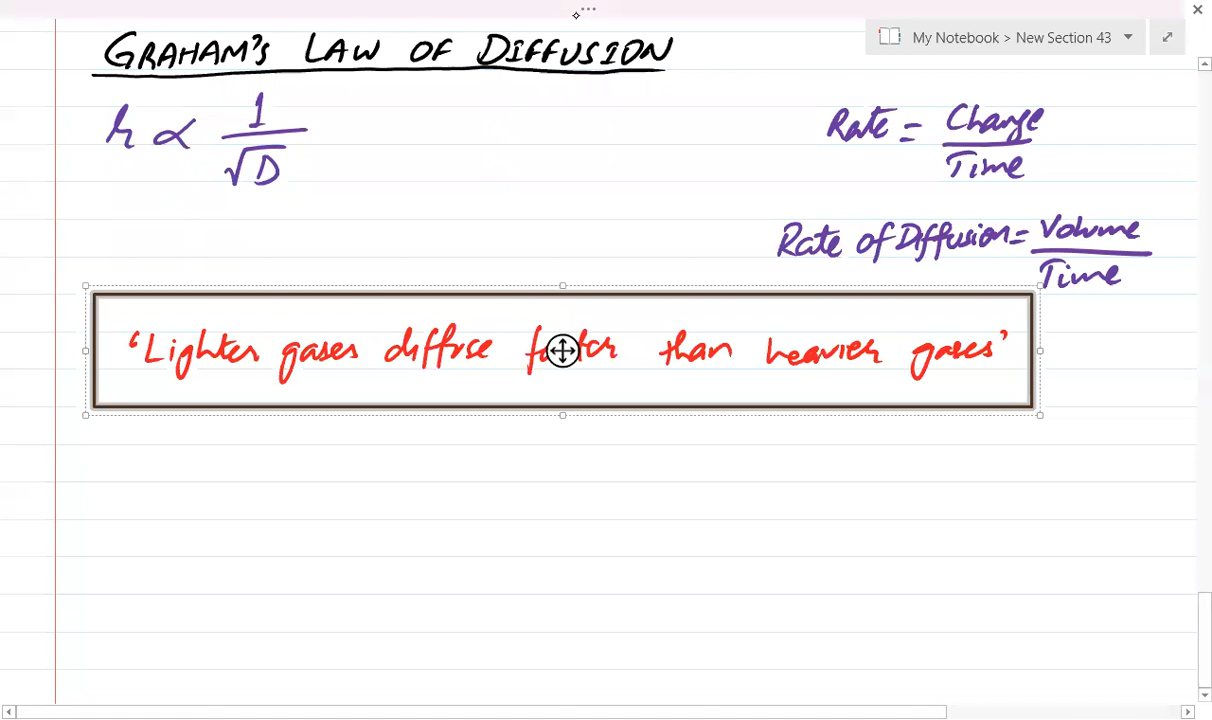 My Notebook > New Section 43
GRAHAM'S LAW OF DIFFUSION
r ∝ 1/√D
Rate = Change/Time
Rate of Diffusion = Volume/Time
'Lighter gases diffuse than heavier gases'